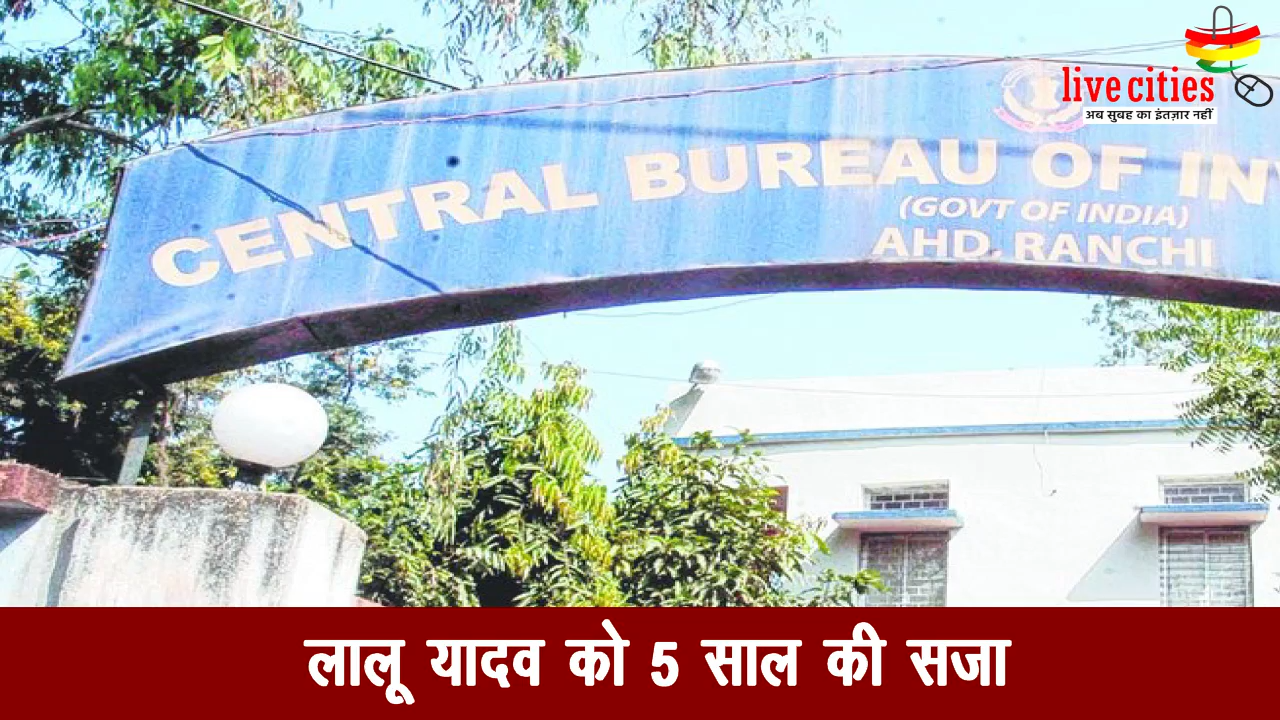 live cities
अब सुबह का इंतज़ार नहीं
CENTRAL BUREAU OF IN
(GOVT OF INDIA)
AHD, RANCHI
लालू यादव को 5 साल की सजा